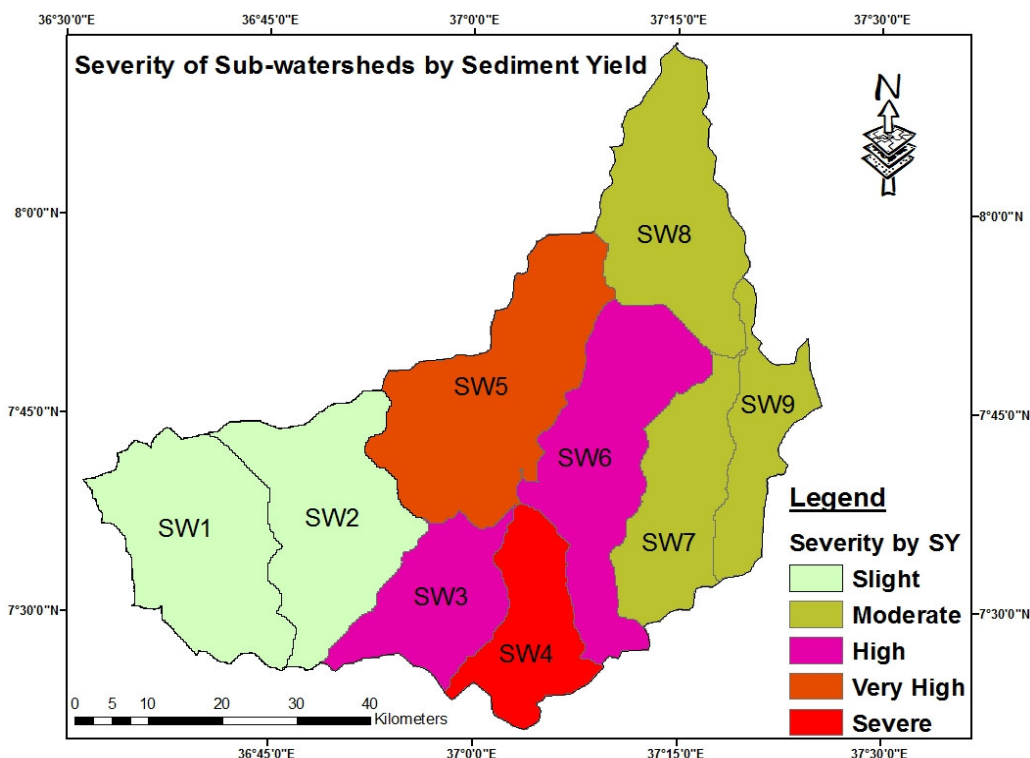 36°30'0"E 36°45'0"E 37°0'0"E 37°15'0"E 37°30'0"E
Severity of Sub-watersheds by Sediment Yield
N
8°0'0"N 8°0'0"N
SW8
SW5
7°45'0"N 7°45'0"N
SW9
SW6
SW1
SW2
SW7
SW3
SW4
7°30'0"N 7°30'0"N
Legend
Severity by SY
Slight
Moderate
High
Very High
Severe
0 5 10 20 30 40
Kilometers
36°45'0"E 37°0'0"E 37°15'0"E 37°30'0"E